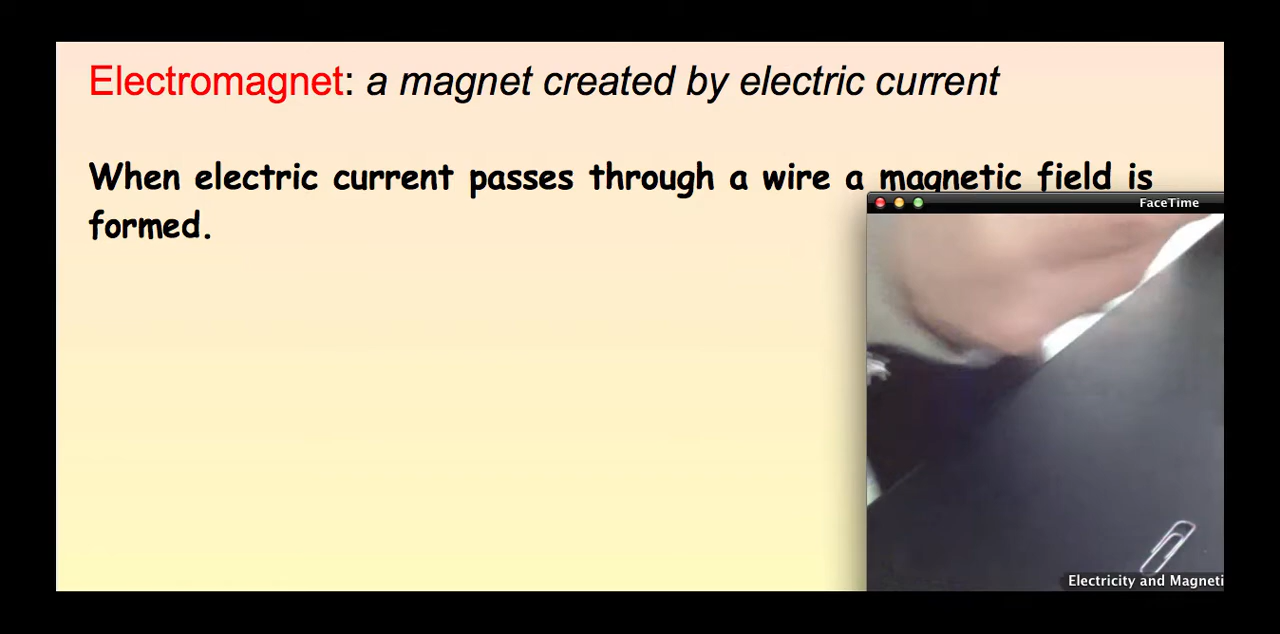 Electromagnet: a magnet created by electric current
When electric current passes through a wire a magnetic field is
formed.
FaceTime
Electricity and Magneti